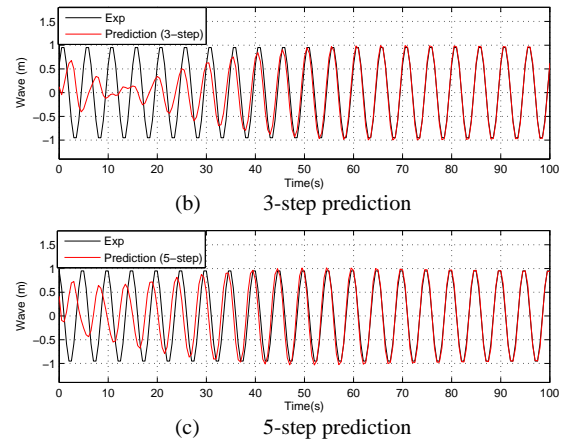 1.5
1
0.5
0
−0.5
−1
Wave (m)
Exp
Prediction (3−step)
0 10 20 30 40 50 60 70 80 90 100
Time(s)
(b) 3-step prediction
1.5
1
0.5
0
−0.5
−1
Wave (m)
Exp
Prediction (5−step)
0 10 20 30 40 50 60 70 80 90 100
Time(s)
(c) 5-step prediction